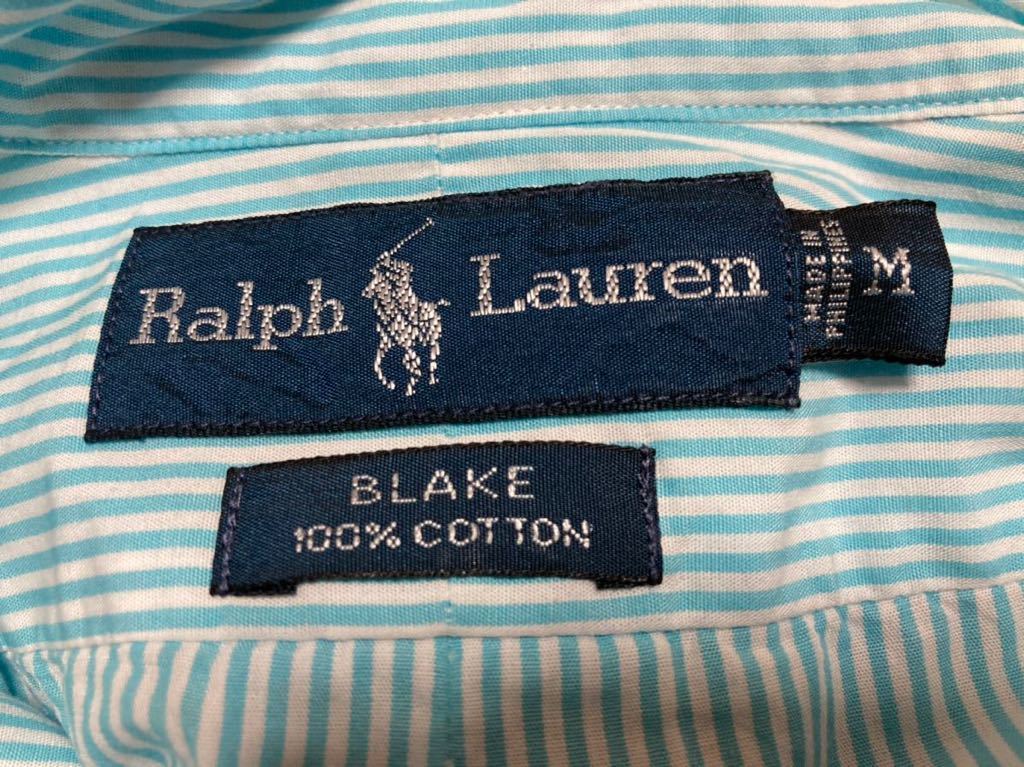 Ralph Lauren
MADE IN
PHILIPPINES
M
BLAKE
100% COTTON